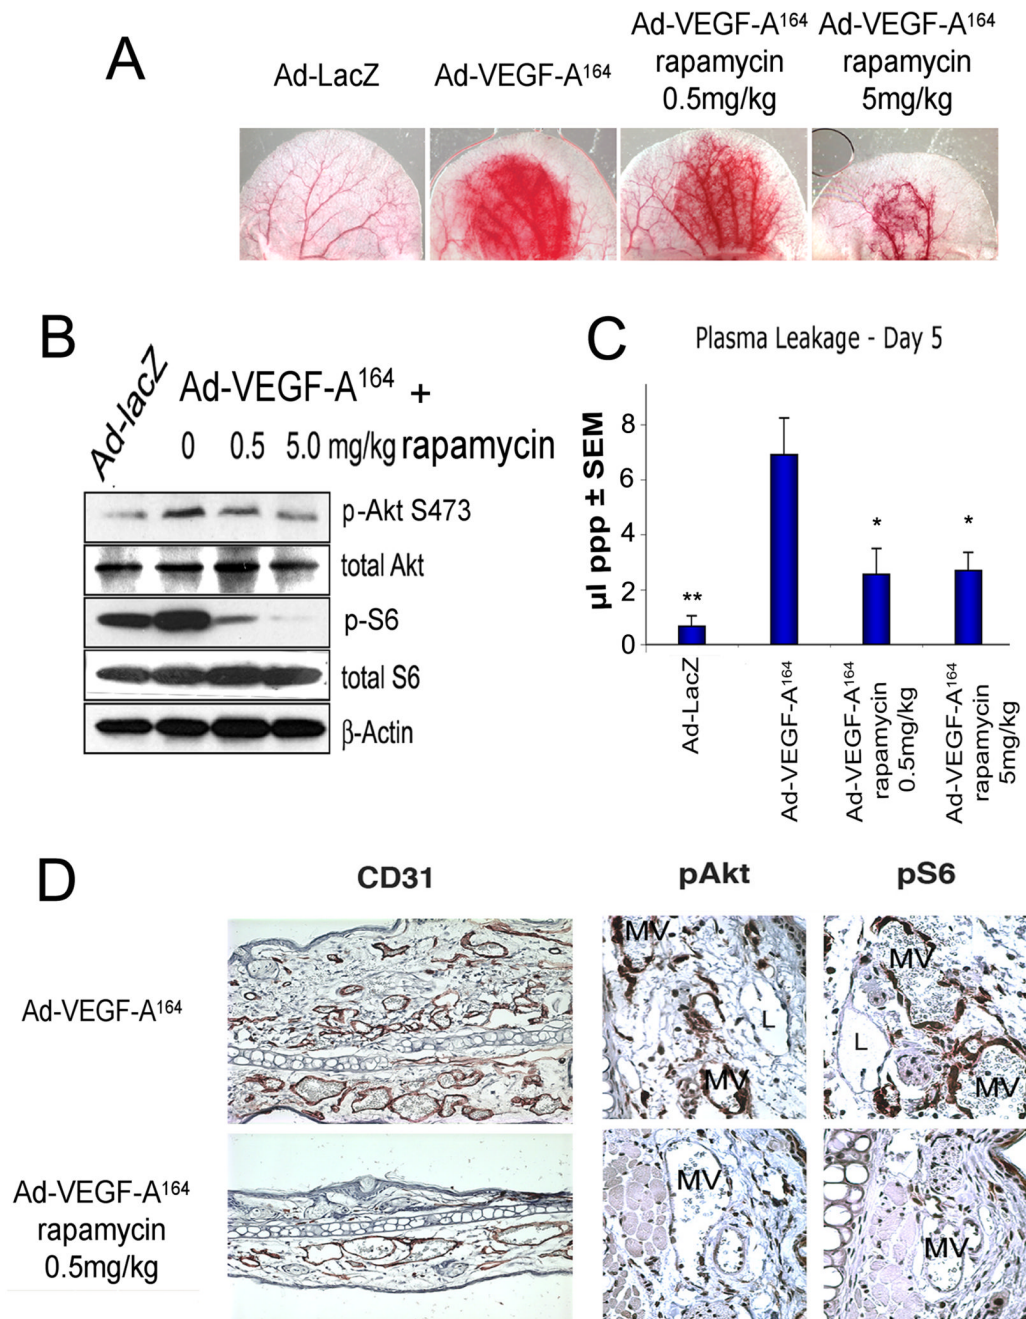 A
Ad-LacZ
Ad-VEGF-A¹⁶⁴
Ad-VEGF-A¹⁶⁴
rapamycin
0.5mg/kg
Ad-VEGF-A¹⁶⁴
rapamycin
5mg/kg
B
Ad-lacZ
Ad-VEGF-A¹⁶⁴ +
0 0.5 5.0 mg/kg rapamycin
p-Akt S473
total Akt
p-S6
total S6
β-Actin
C
Plasma Leakage - Day 5
µl ppp ± SEM
8
6
4
2
0
**
*
*
Ad-LacZ
Ad-VEGF-A¹⁶⁴
Ad-VEGF-A¹⁶⁴
rapamycin
0.5mg/kg
Ad-VEGF-A¹⁶⁴
rapamycin
5mg/kg
D
CD31
pAkt
pS6
Ad-VEGF-A¹⁶⁴
MV
L
MV
MV
L
MV
Ad-VEGF-A¹⁶⁴
rapamycin
0.5mg/kg
MV
MV